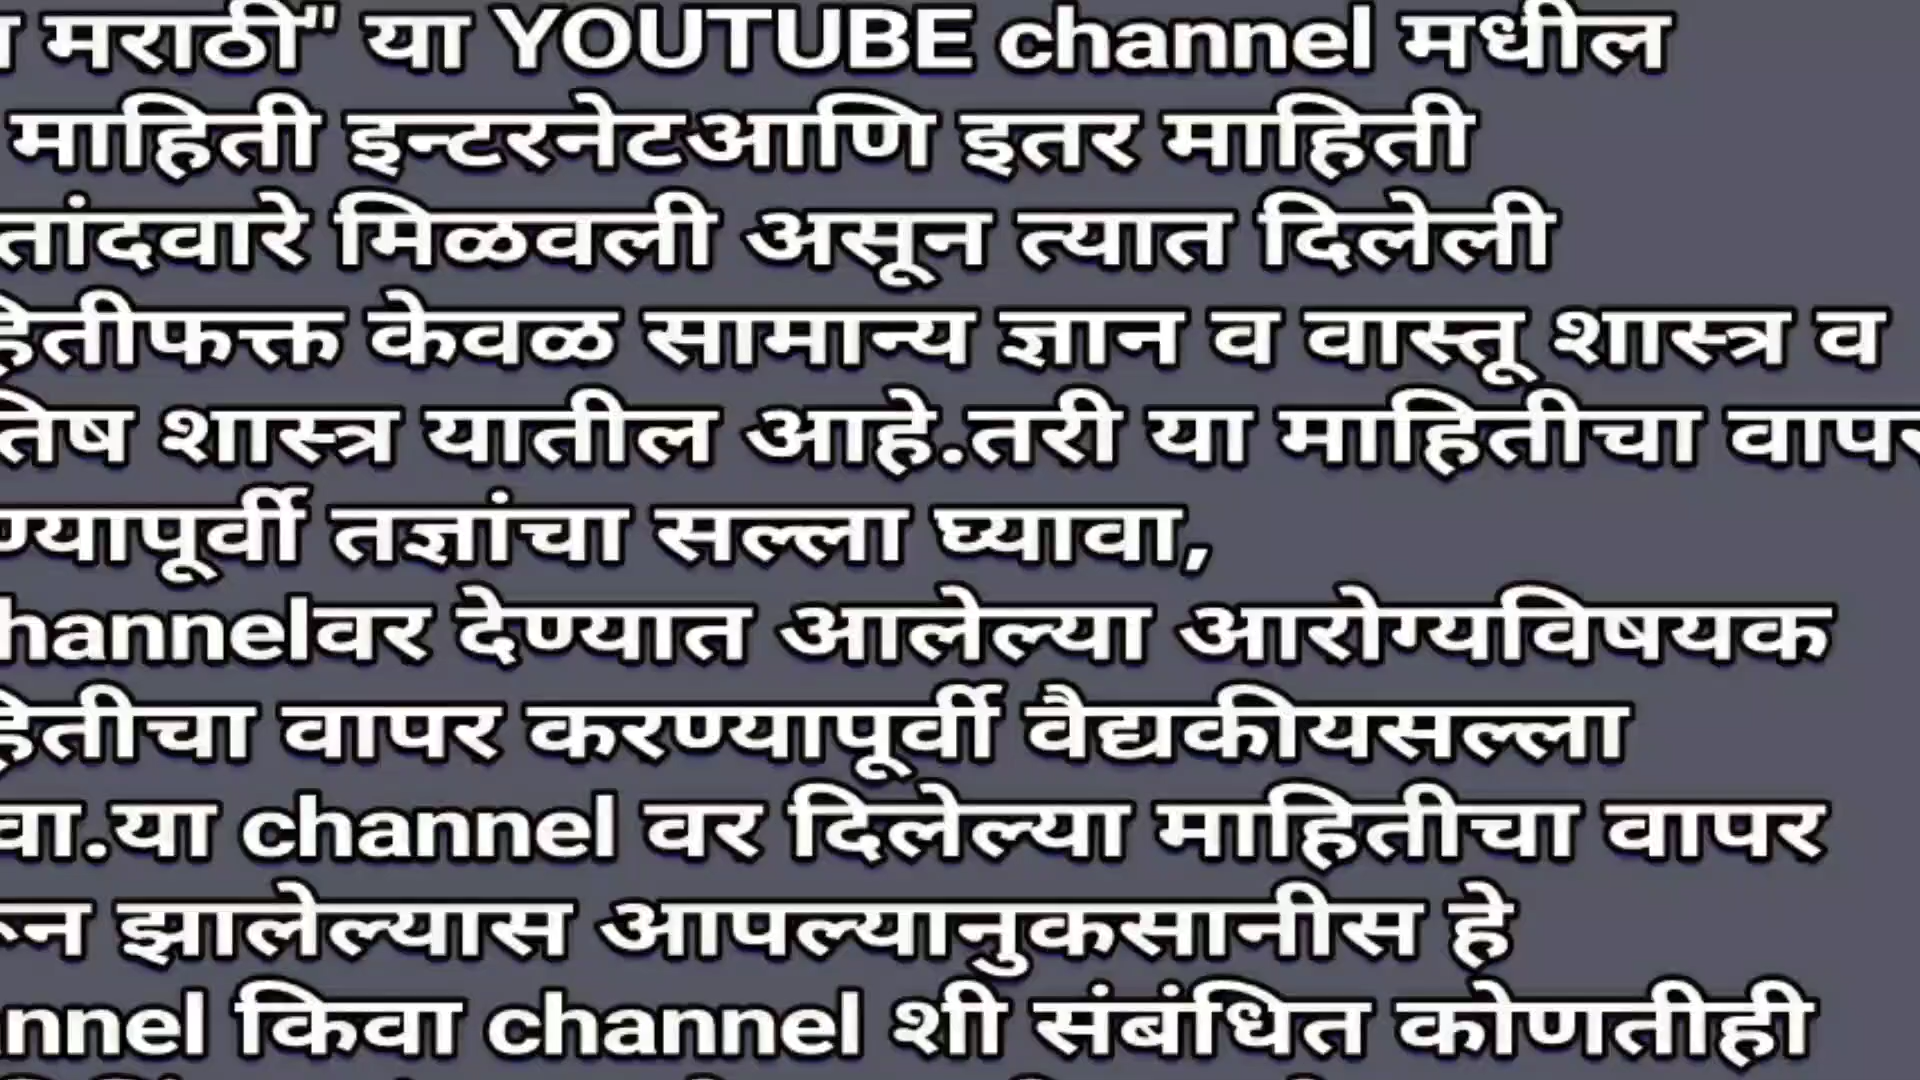 मराठी" या YOUTUBE channel मधील
माहिती इन्टरनेटआणि इतर माहिती
तांदवारे मिळवली असून त्यात दिलेली
हितीफक्त केवळ सामान्य ज्ञान व वास्तू शास्त्र व
तिष शास्त्र यातील आहे.तरी या माहितीचा वापर
ण्यापूर्वी तज्ञांचा सल्ला घ्यावा,
hannelवर देण्यात आलेल्या आरोग्यविषयक
हितीचा वापर करण्यापूर्वी वैद्यकीयसल्ला
वा.या channel वर दिलेल्या माहितीचा वापर
न झालेल्यास आपल्यानुकसानीस हे
nnel किवा channel शी संबंधित कोणतीही